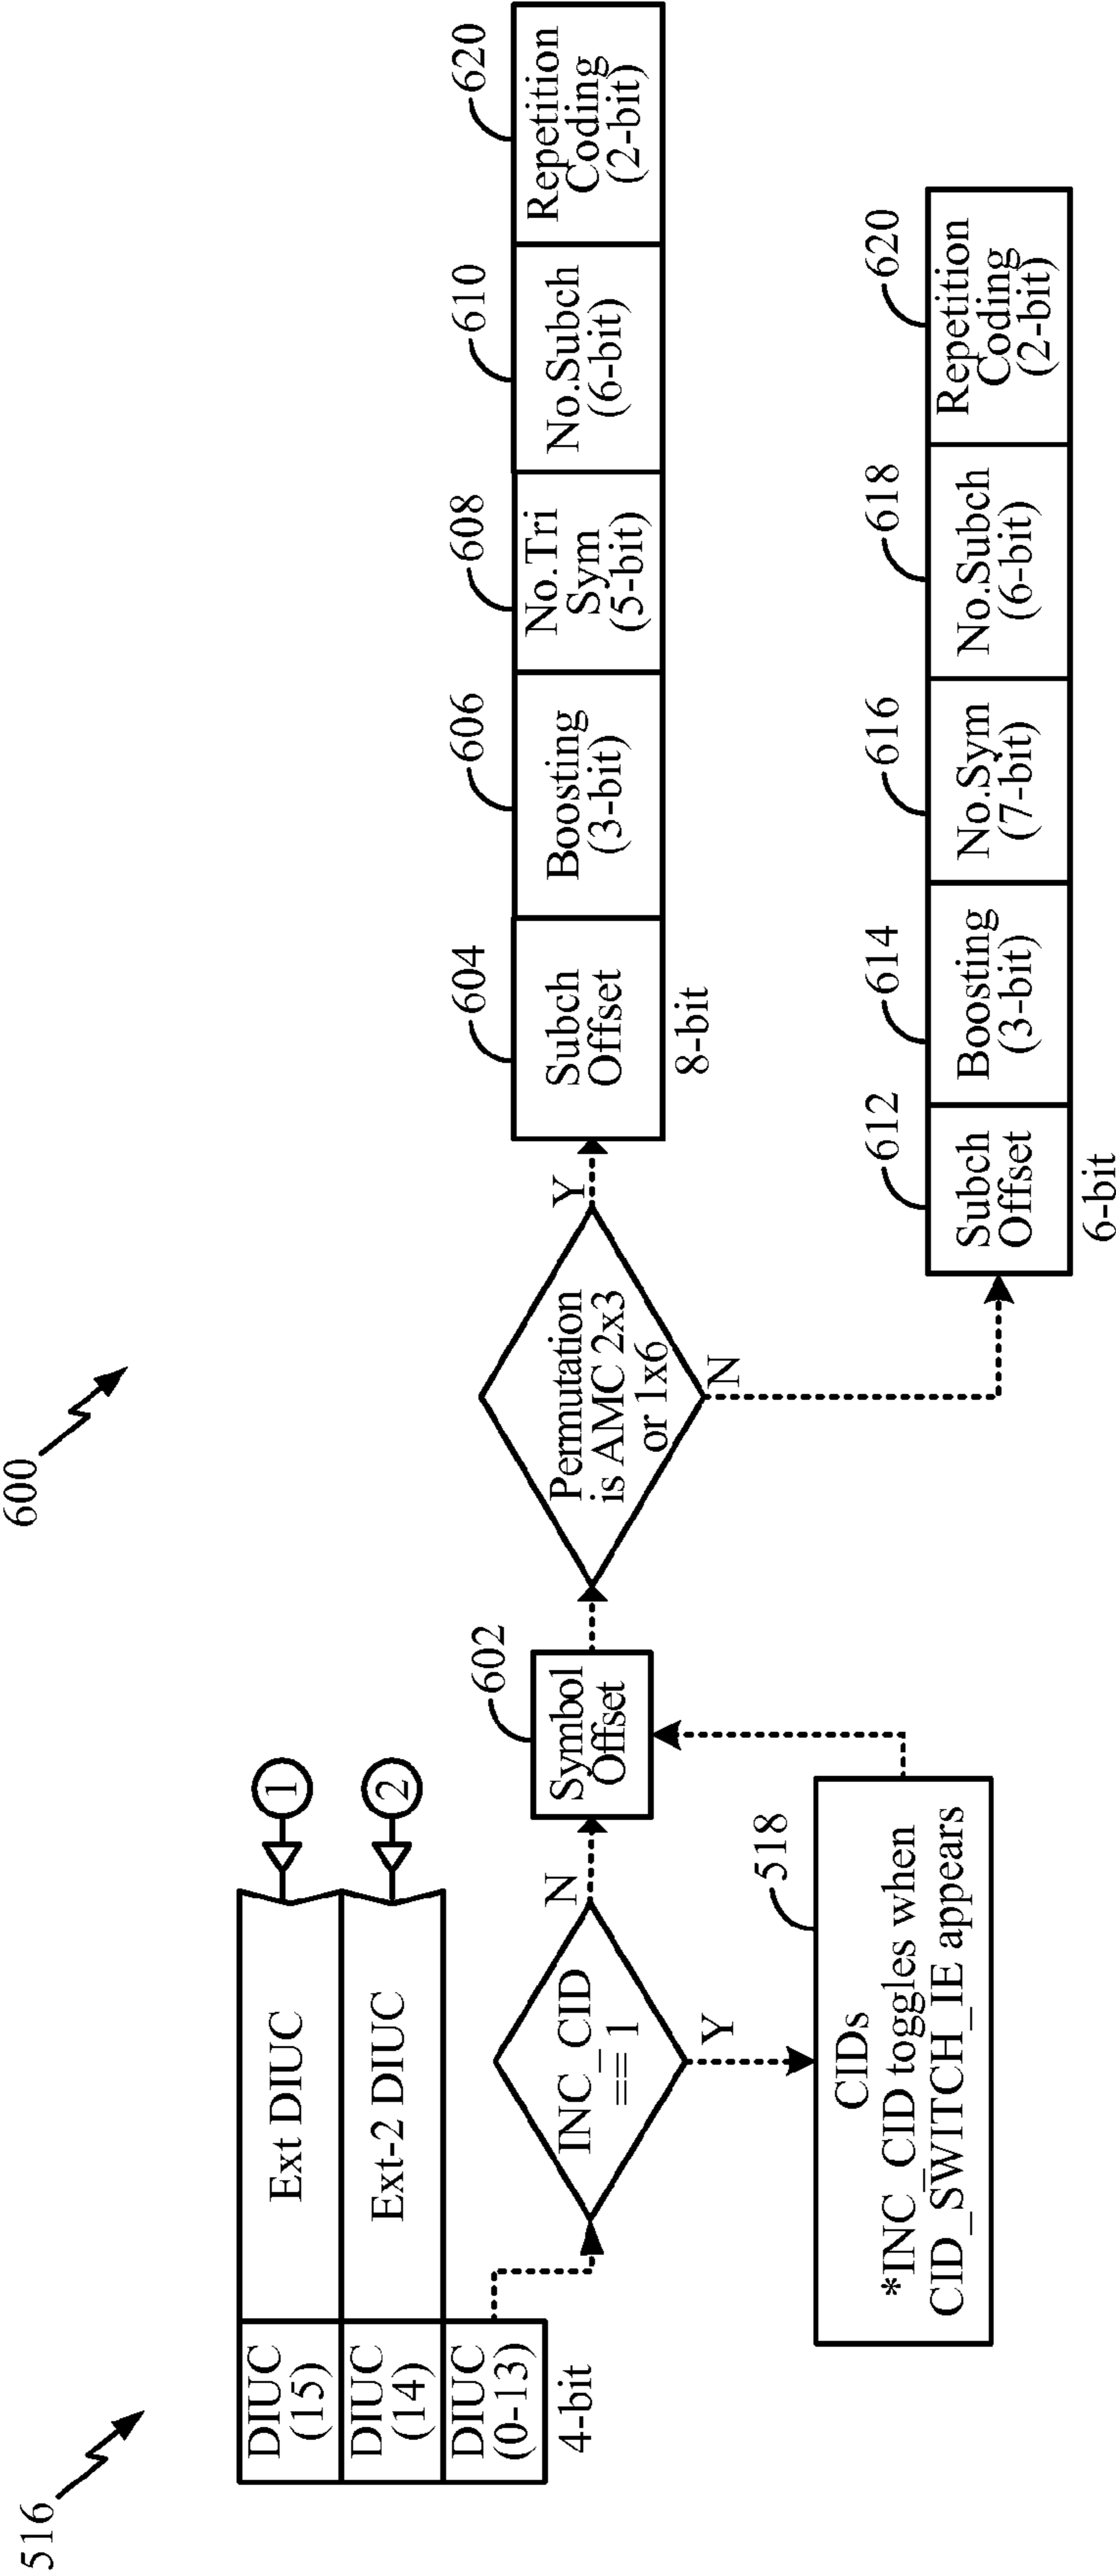 516
600
DIUC
(15)
Ext DIUC
1
DIUC
(14)
Ext-2 DIUC
2
DIUC
(0-13)
4-bit
INC_CID
== 1
N
Y
518
CIDs
*INC_CID toggles when
CID_SWITCH_IE appears
602
Symbol
Offset
Permutation
is AMC 2x3
or 1x6
Y
N
604
Subch
Offset
8-bit
606
Boosting
(3-bit)
608
No.Tri
Sym
(5-bit)
610
No.Subch
(6-bit)
620
Repetition
Coding
(2-bit)
612
Subch
Offset
6-bit
614
Boosting
(3-bit)
616
No.Sym
(7-bit)
618
No.Subch
(6-bit)
620
Repetition
Coding
(2-bit)